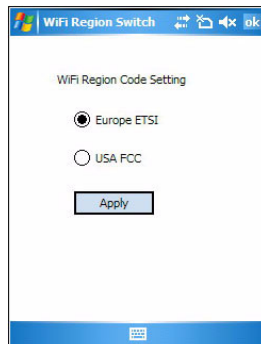 WiFi Region Switch ok
WiFi Region Code Setting
Europe ETSI
USA FCC
Apply